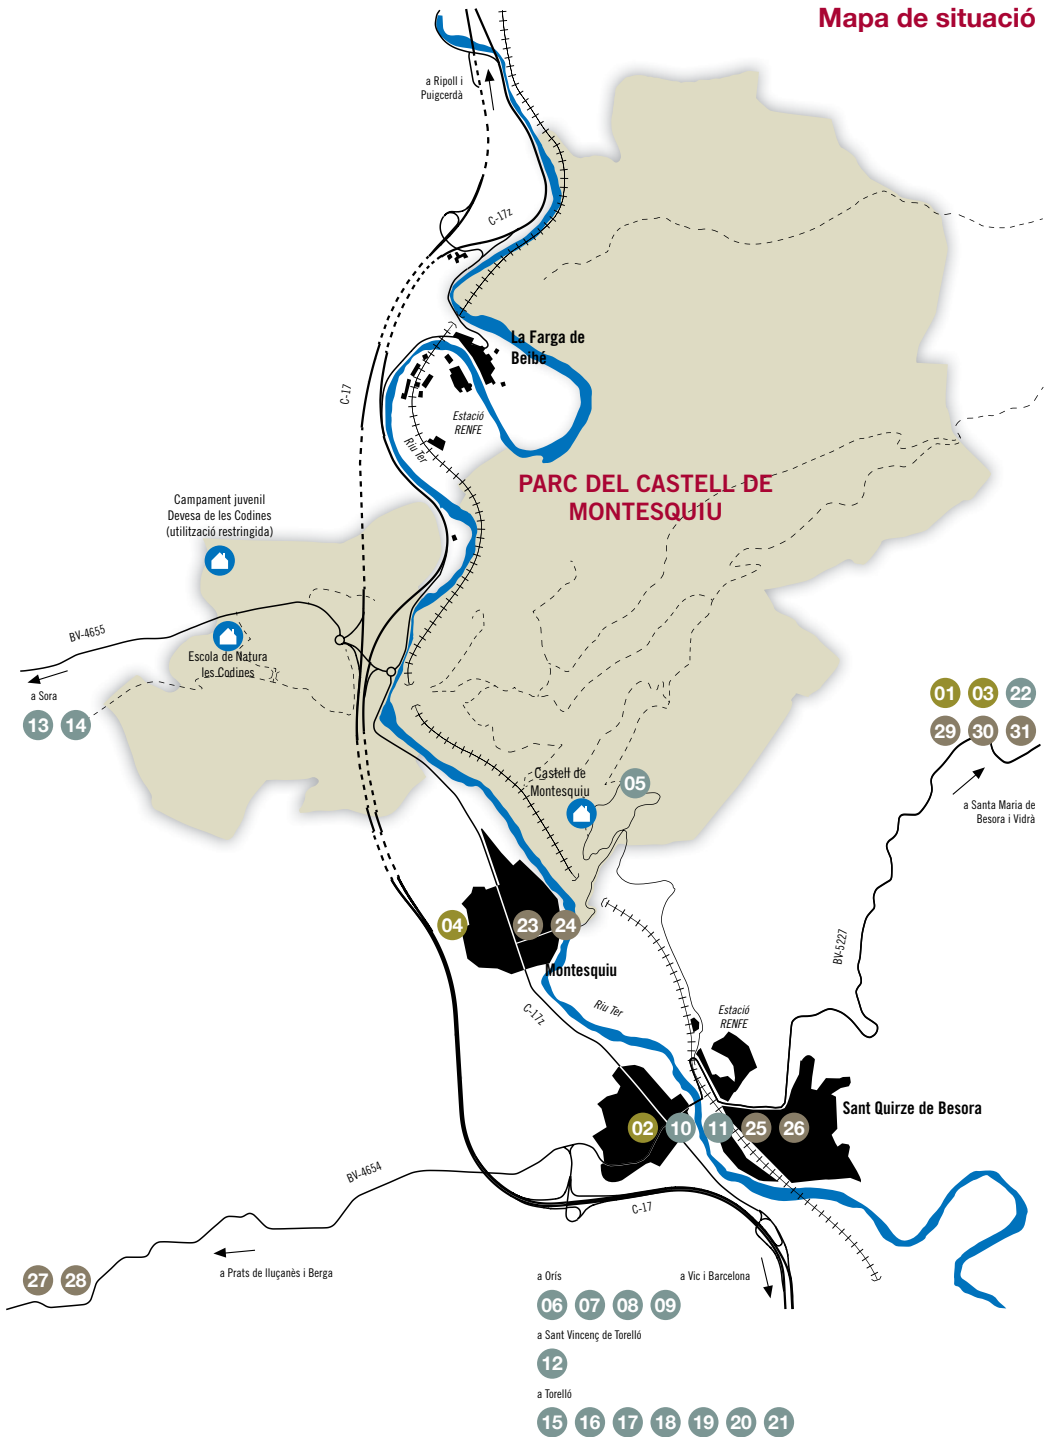 Mapa de situació
a Ripoll i
Puigcerdà
C-17z
La Farga de
Beibé
C-17
Estació
RENFE
Riu Ter
PARC DEL CASTELL DE
MONTESQUIU
Campament juvenil
Devesa de les Codines
(utilització restringida)
BV-4655
Escola de Natura
les Codines
a Sora
13 14
01 03 22
29 30 31
a Santa Maria de
Besora i Vidrà
Castell de
Montesquiu
05
04
23 24
Montesquiu
BV-5227
C-17z
Riu Ter
Estació
RENFE
Sant Quirze de Besora
02 10 11 25 26
BV-4654
C-17
a Prats de lluçanès i Berga
27 28
a Orís
a Vic i Barcelona
06 07 08 09
a Sant Vincenç de Torelló
12
a Torelló
15 16 17 18 19 20 21